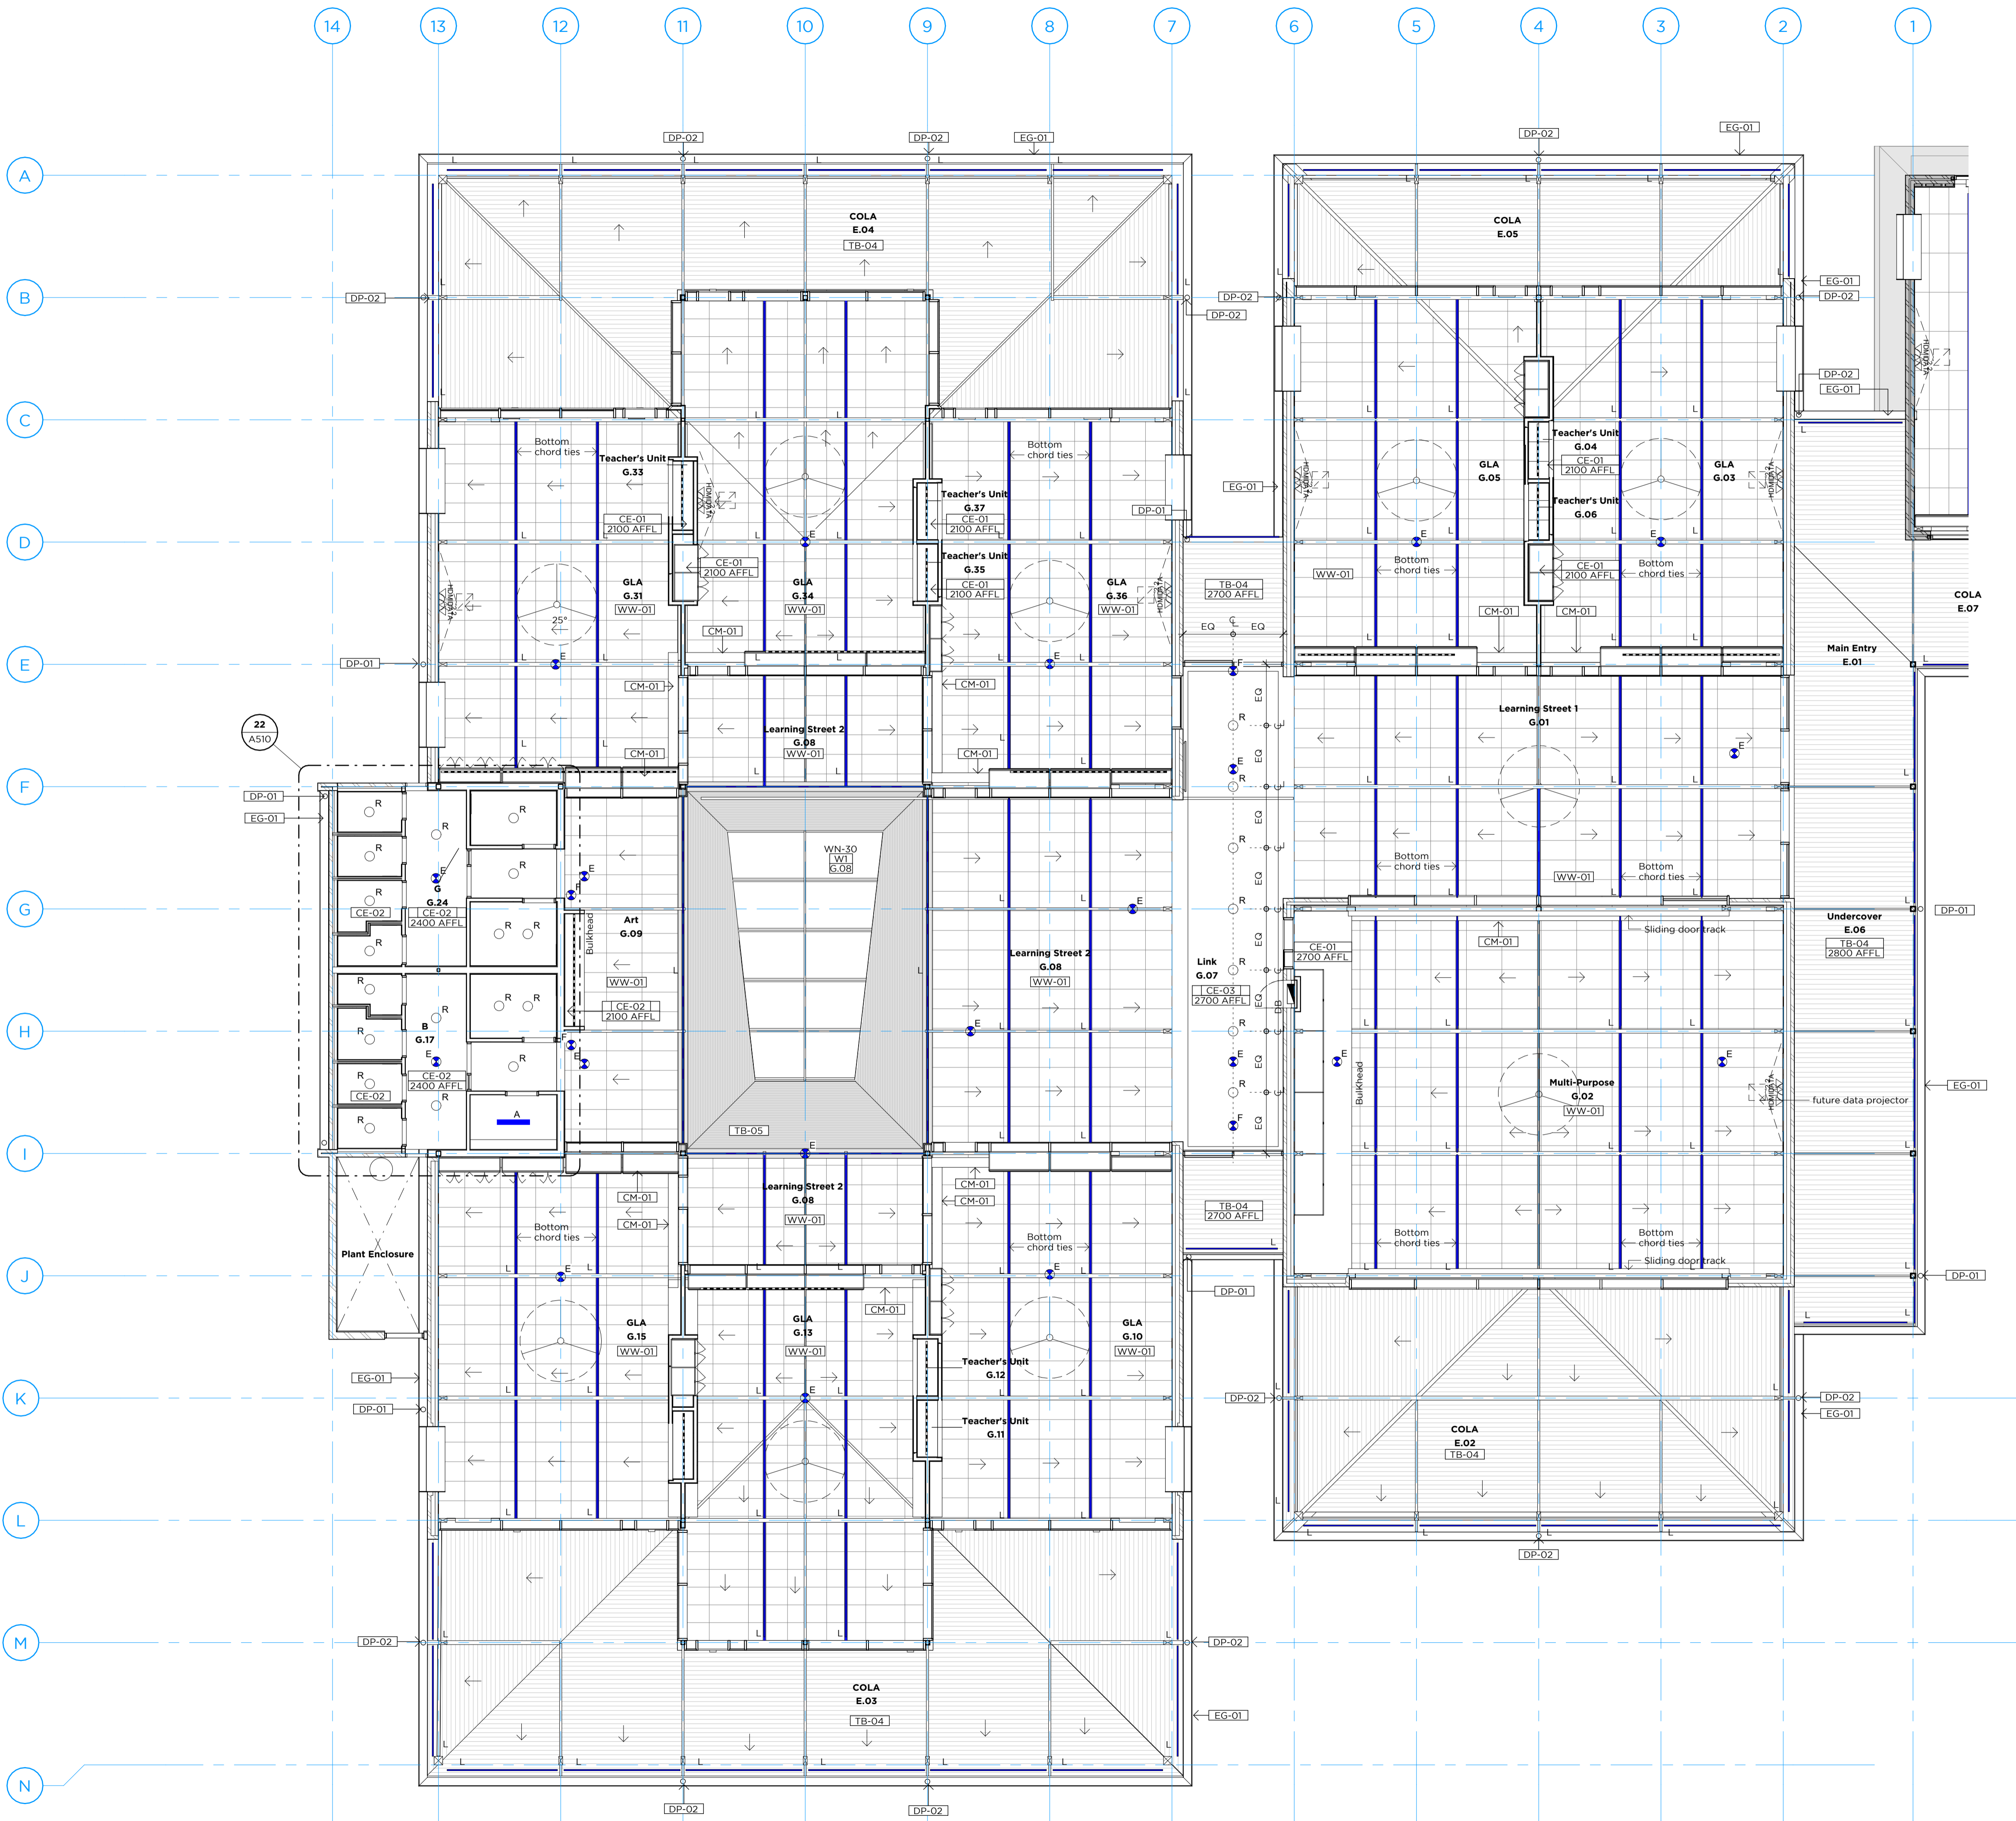 14
13
12
11
10
9
8
7
6
5
4
3
2
1
A
B
C
D
E
F
G
H
I
J
K
L
M
N
DP-02
DP-02
EG-01
DP-02
EG-01
COLA
E.04
TB-04
COLA
E.05
DP-02
DP-02
DP-02
EG-01
DP-02
DP-02
EG-01
Bottom
chord ties
Teacher's Unit
G.33
CE-01
2100 AFFL
CE-01
2100 AFFL
GLA
G.31
WW-01
25°
GLA
G.34
WW-01
CM-01
Teacher's Unit
G.37
CE-01
2100 AFFL
Teacher's Unit
G.35
CE-01
2100 AFFL
Bottom
chord ties
GLA
G.36
WW-01
DP-01
EG-01
TB-04
2700 AFFL
EQ
EQ
GLA
G.05
WW-01
Bottom
chord ties
Teacher's Unit
G.04
CE-01
2100 AFFL
Teacher's Unit
G.06
CE-01
2100 AFFL
GLA
G.03
Bottom
chord ties
CM-01
CM-01
COLA
E.07
Main Entry
E.01
DP-01
CM-01
CM-01
CM-01
CM-01
Learning Street 2
G.08
WW-01
Learning Street 1
G.01
Bottom
chord ties
Bottom
chord ties
WW-01
22
A510
DP-01
EG-01
G
G.24
CE-02
CE-02
2400 AFFL
B
G.17
CE-02
CE-02
2400 AFFL
A
Bulkhead
Art
G.09
WW-01
CE-02
2100 AFFL
WN-30
W1
G.08
TB-05
Learning Street 2
G.08
WW-01
Link
G.07
CE-03
2700 AFFL
DB
CE-01
2700 AFFL
Bulkhead
CM-01
Sliding door track
Multi-Purpose
G.02
WW-01
future data projector
Undercover
E.06
TB-04
2800 AFFL
DP-01
EG-01
Bottom
chord ties
Bottom
chord ties
Sliding door track
DP-01
TB-04
2700 AFFL
DP-01
Plant Enclosure
CM-01
CM-01
CM-01
CM-01
Learning Street 2
G.08
WW-01
Bottom
chord ties
Bottom
chord ties
CM-01
GLA
G.15
WW-01
GLA
G.13
WW-01
GLA
G.10
WW-01
Teacher's Unit
G.12
Teacher's Unit
G.11
EG-01
DP-01
DP-02
DP-02
EG-01
COLA
E.02
TB-04
DP-02
DP-02
DP-02
COLA
E.03
TB-04
EG-01
DP-02
DP-02